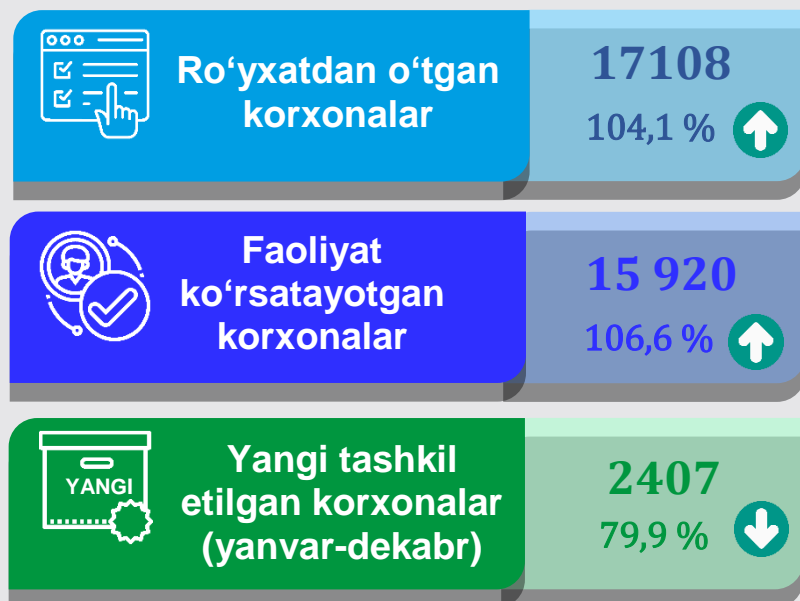 Ro‘yxatdan o‘tgan
korxonalar
17108
104,1 %
Faoliyat
ko‘rsatayotgan
korxonalar
15 920
106,6 %
YANGI
Yangi tashkil
etilgan korxonalar
(yanvar-dekabr)
2407
79,9 %